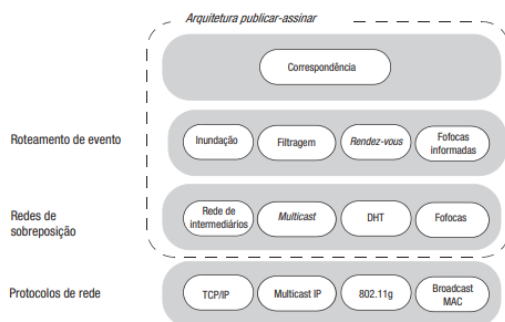 Arquitetura publicar-assinar
Correspondência
Roteamento de evento
Inundação
Filtragem
Rendez-vous
Fofocas
informadas
Redes de
sobreposição
Rede de
intermediários
Multicast
DHT
Fofocas
Protocolos de rede
TCP/IP
Multicast IP
802.11g
Broadcast
MAC